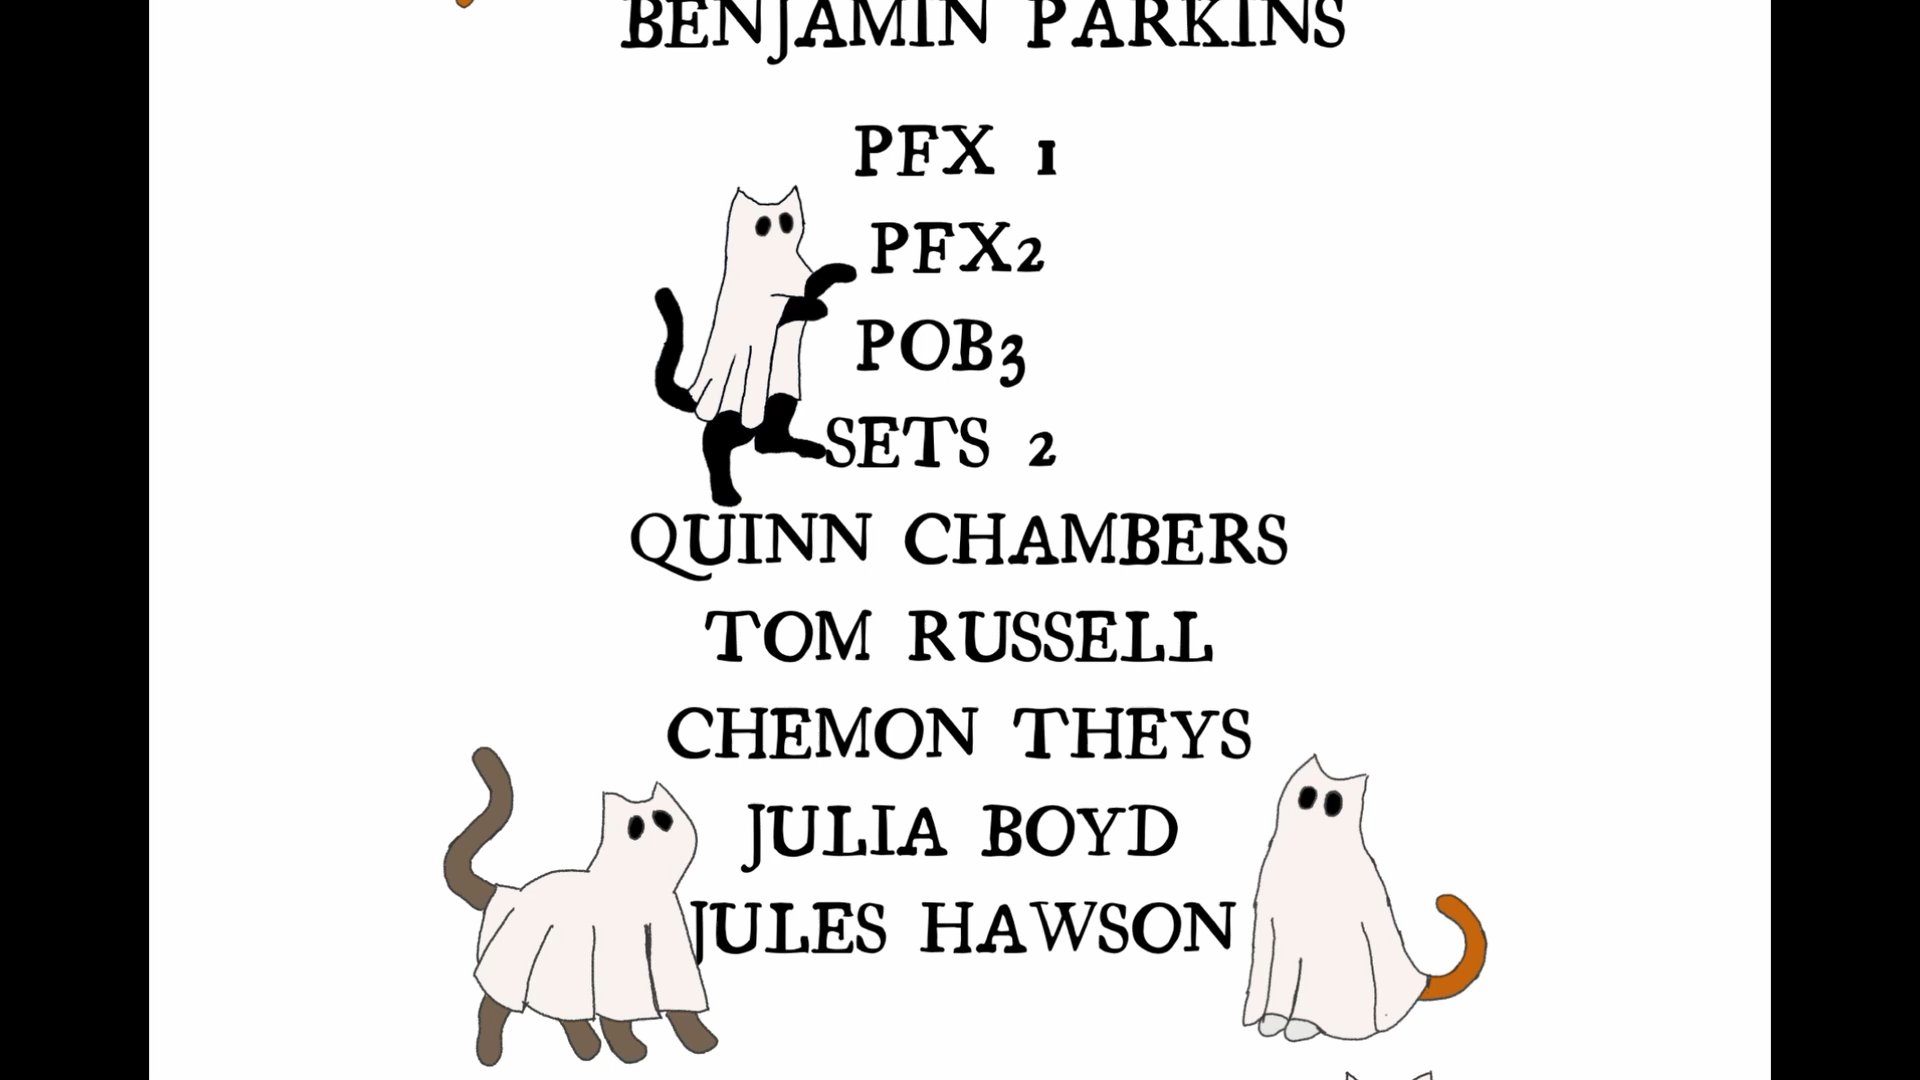 BENJAMIN PARKINS
PFX 1
PFX2
POB3
SETS 2
QUINN CHAMBERS
TOM RUSSELL
CHEMON THEYS
JULIA BOYD
JULES HAWSON